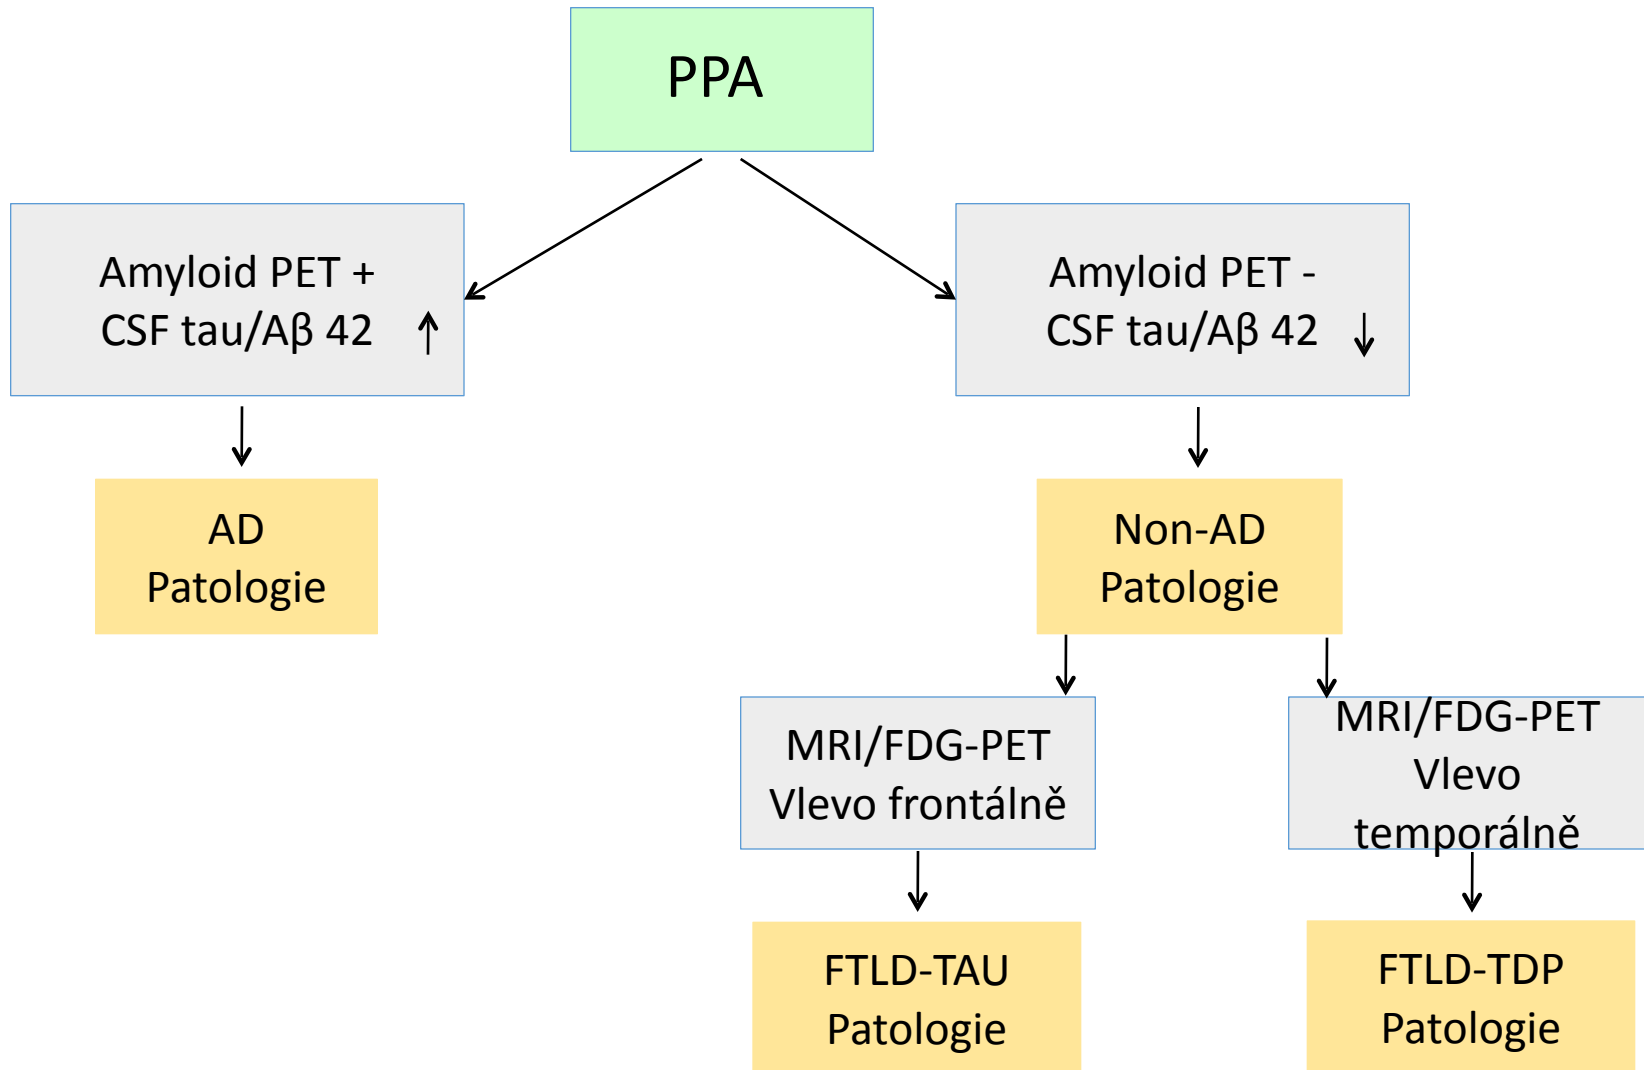 PPA
Amyloid PET +
CSF tau/Aβ 42 ↑
Amyloid PET -
CSF tau/Aβ 42 ↓
AD
Patologie
Non-AD
Patologie
MRI/FDG-PET
Vlevo frontálně
MRI/FDG-PET
Vlevo
temporálně
FTLD-TAU
Patologie
FTLD-TDP
Patologie